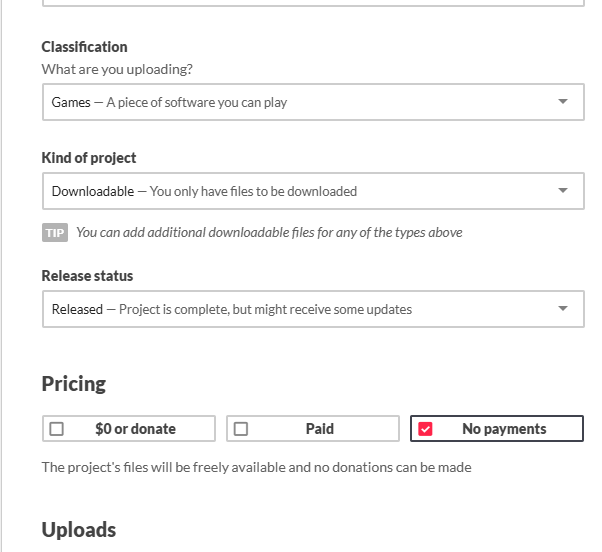 Classification
What are you uploading?
Games — A piece of software you can play
Kind of project
Downloadable — You only have files to be downloaded
TIP You can add additional downloadable files for any of the types above
Release status
Released — Project is complete, but might receive some updates
Pricing
$0 or donate Paid No payments
The project's files will be freely available and no donations can be made
Uploads